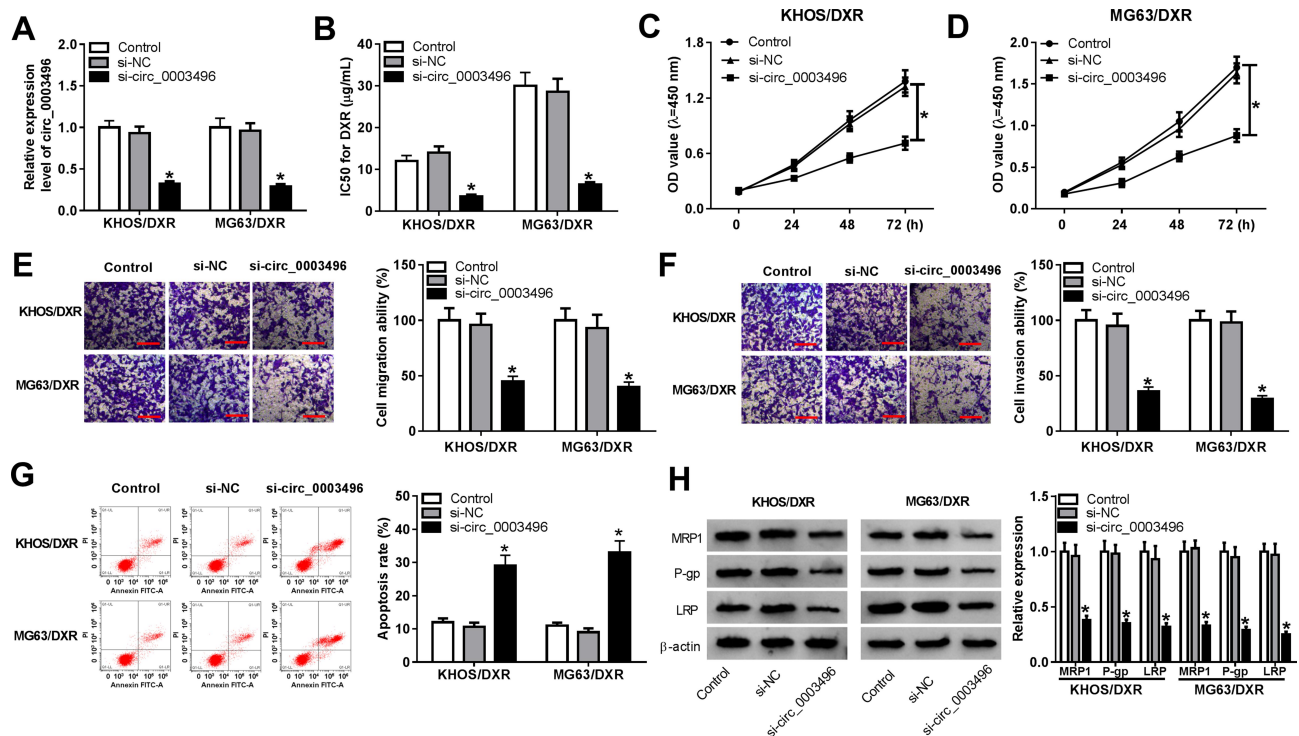 A
Relative expression
level of circ_0003496
2.0
1.5
1.0
0.5
0.0
Control
si-NC
si-circ_0003496
*
*
KHOS/DXR
MG63/DXR
B
IC50 for DXR (μg/mL)
40
30
20
10
0
Control
si-NC
si-circ_0003496
*
*
KHOS/DXR
MG63/DXR
C
KHOS/DXR
OD value (λ=450 nm)
1.8
1.2
0.6
0.0
Control
si-NC
si-circ_0003496
*
0 24 48 72 (h)
D
MG63/DXR
OD value (λ=450 nm)
2.0
1.5
1.0
0.5
0.0
Control
si-NC
si-circ_0003496
*
0 24 48 72 (h)
E
Control si-NC si-circ_0003496
KHOS/DXR
MG63/DXR
Cell migration ability (%)
150
100
50
0
Control
si-NC
si-circ_0003496
*
*
KHOS/DXR
MG63/DXR
F
Control si-NC si-circ_0003496
KHOS/DXR
MG63/DXR
Cell invasion ability (%)
150
100
50
0
Control
si-NC
si-circ_0003496
*
*
KHOS/DXR
MG63/DXR
G
Control si-NC si-circ_0003496
KHOS/DXR
MG63/DXR
PI
Annexin FITC-A Annexin FITC-A Annexin FITC-A
PI
Annexin FITC-A Annexin FITC-A Annexin FITC-A
Apoptosis rate (%)
50
40
30
20
10
0
Control
si-NC
si-circ_0003496
*
*
KHOS/DXR
MG63/DXR
H
KHOS/DXR MG63/DXR
MRP1
P-gp
LRP
β-actin
Control si-NC si-circ_0003496 Control si-NC si-circ_0003496
Relative expression
1.5
1.0
0.5
0.0
Control
si-NC
si-circ_0003496
* * * * * *
MRP1 P-gp LRP MRP1 P-gp LRP
KHOS/DXR MG63/DXR